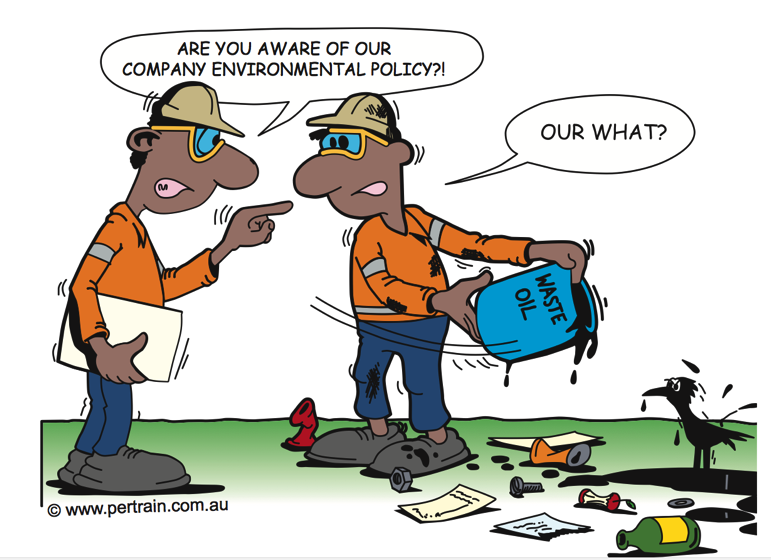 ARE YOU AWARE OF OUR
COMPANY ENVIRONMENTAL POLICY?!
OUR WHAT?
WASTE
OIL
© www.pertrain.com.au